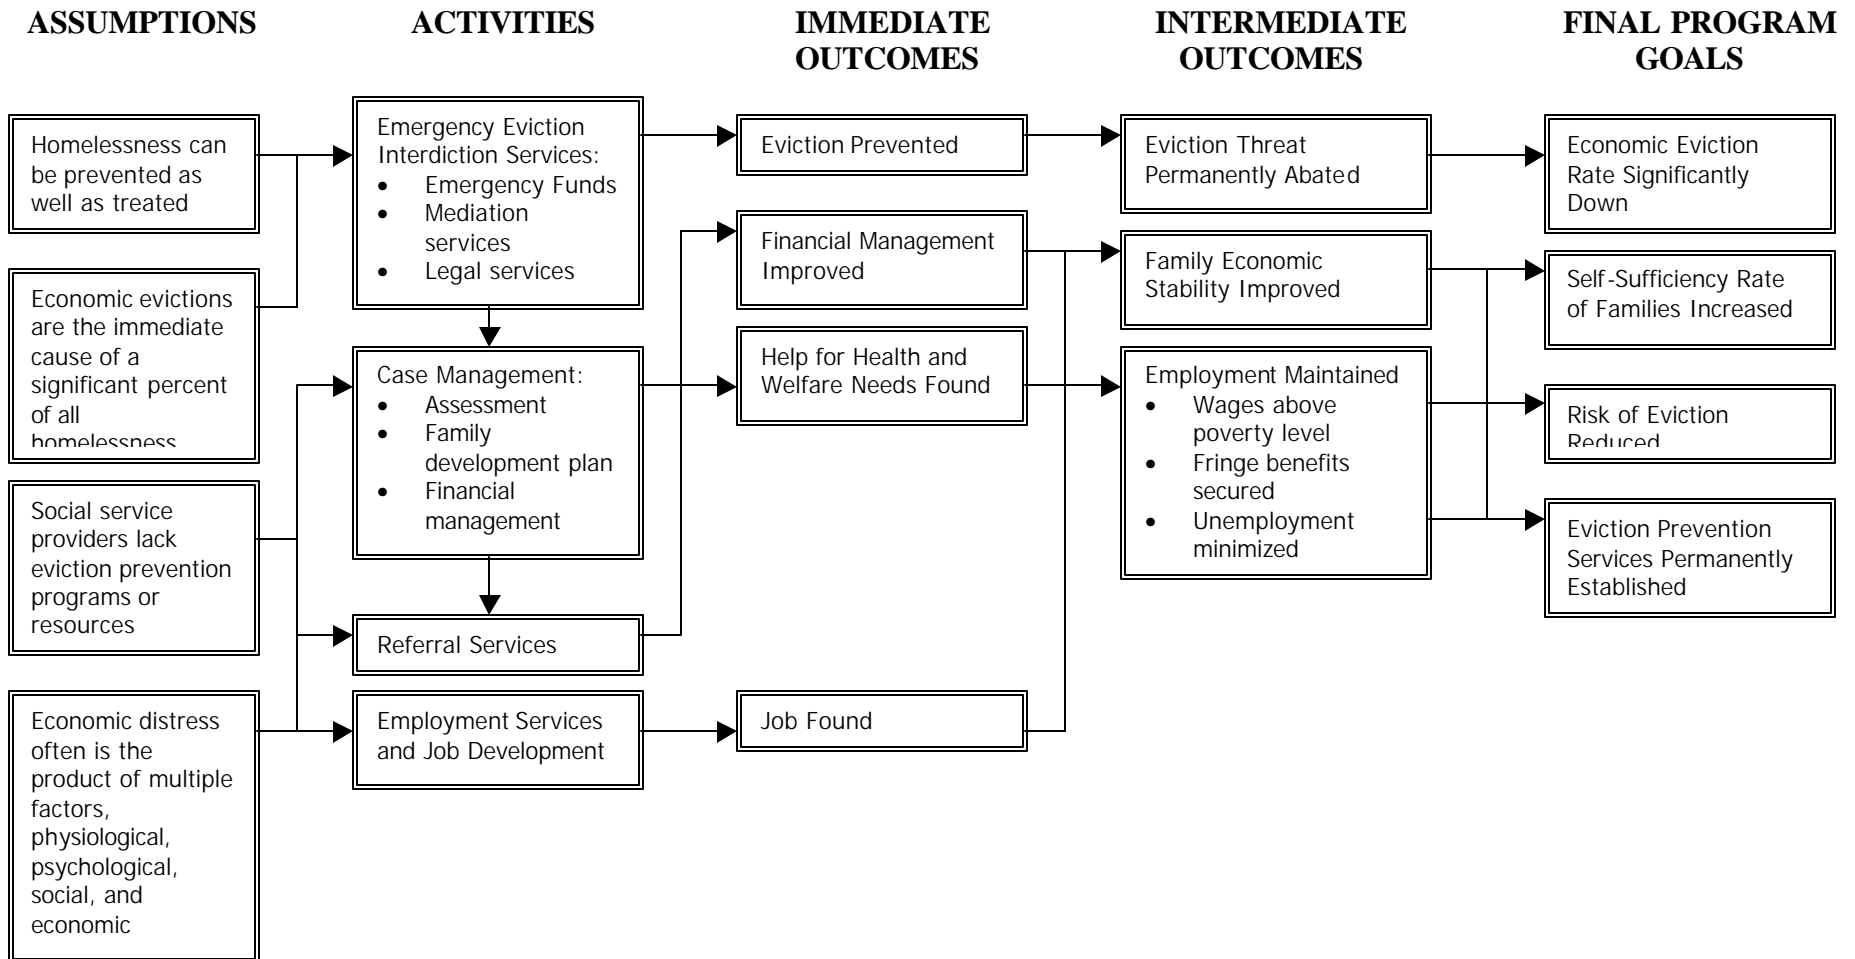 ASSUMPTIONS
ACTIVITIES
IMMEDIATE
OUTCOMES
INTERMEDIATE
OUTCOMES
FINAL PROGRAM
GOALS
Homelessness can
be prevented as
well as treated
Economic evictions
are the immediate
cause of a
significant percent
of all
homelessness
Social service
providers lack
eviction prevention
programs or
resources
Economic distress
often is the
product of multiple
factors,
physiological,
psychological,
social, and
economic
Emergency Eviction
Interdiction Services:
• Emergency Funds
• Mediation
services
• Legal services
Case Management:
• Assessment
• Family
development plan
• Financial
management
Referral Services
Employment Services
and Job Development
Eviction Prevented
Financial Management
Improved
Help for Health and
Welfare Needs Found
Job Found
Eviction Threat
Permanently Abated
Family Economic
Stability Improved
Employment Maintained
• Wages above
poverty level
• Fringe benefits
secured
• Unemployment
minimized
Economic Eviction
Rate Significantly
Down
Self-Sufficiency Rate
of Families Increased
Risk of Eviction
Reduced
Eviction Prevention
Services Permanently
Established